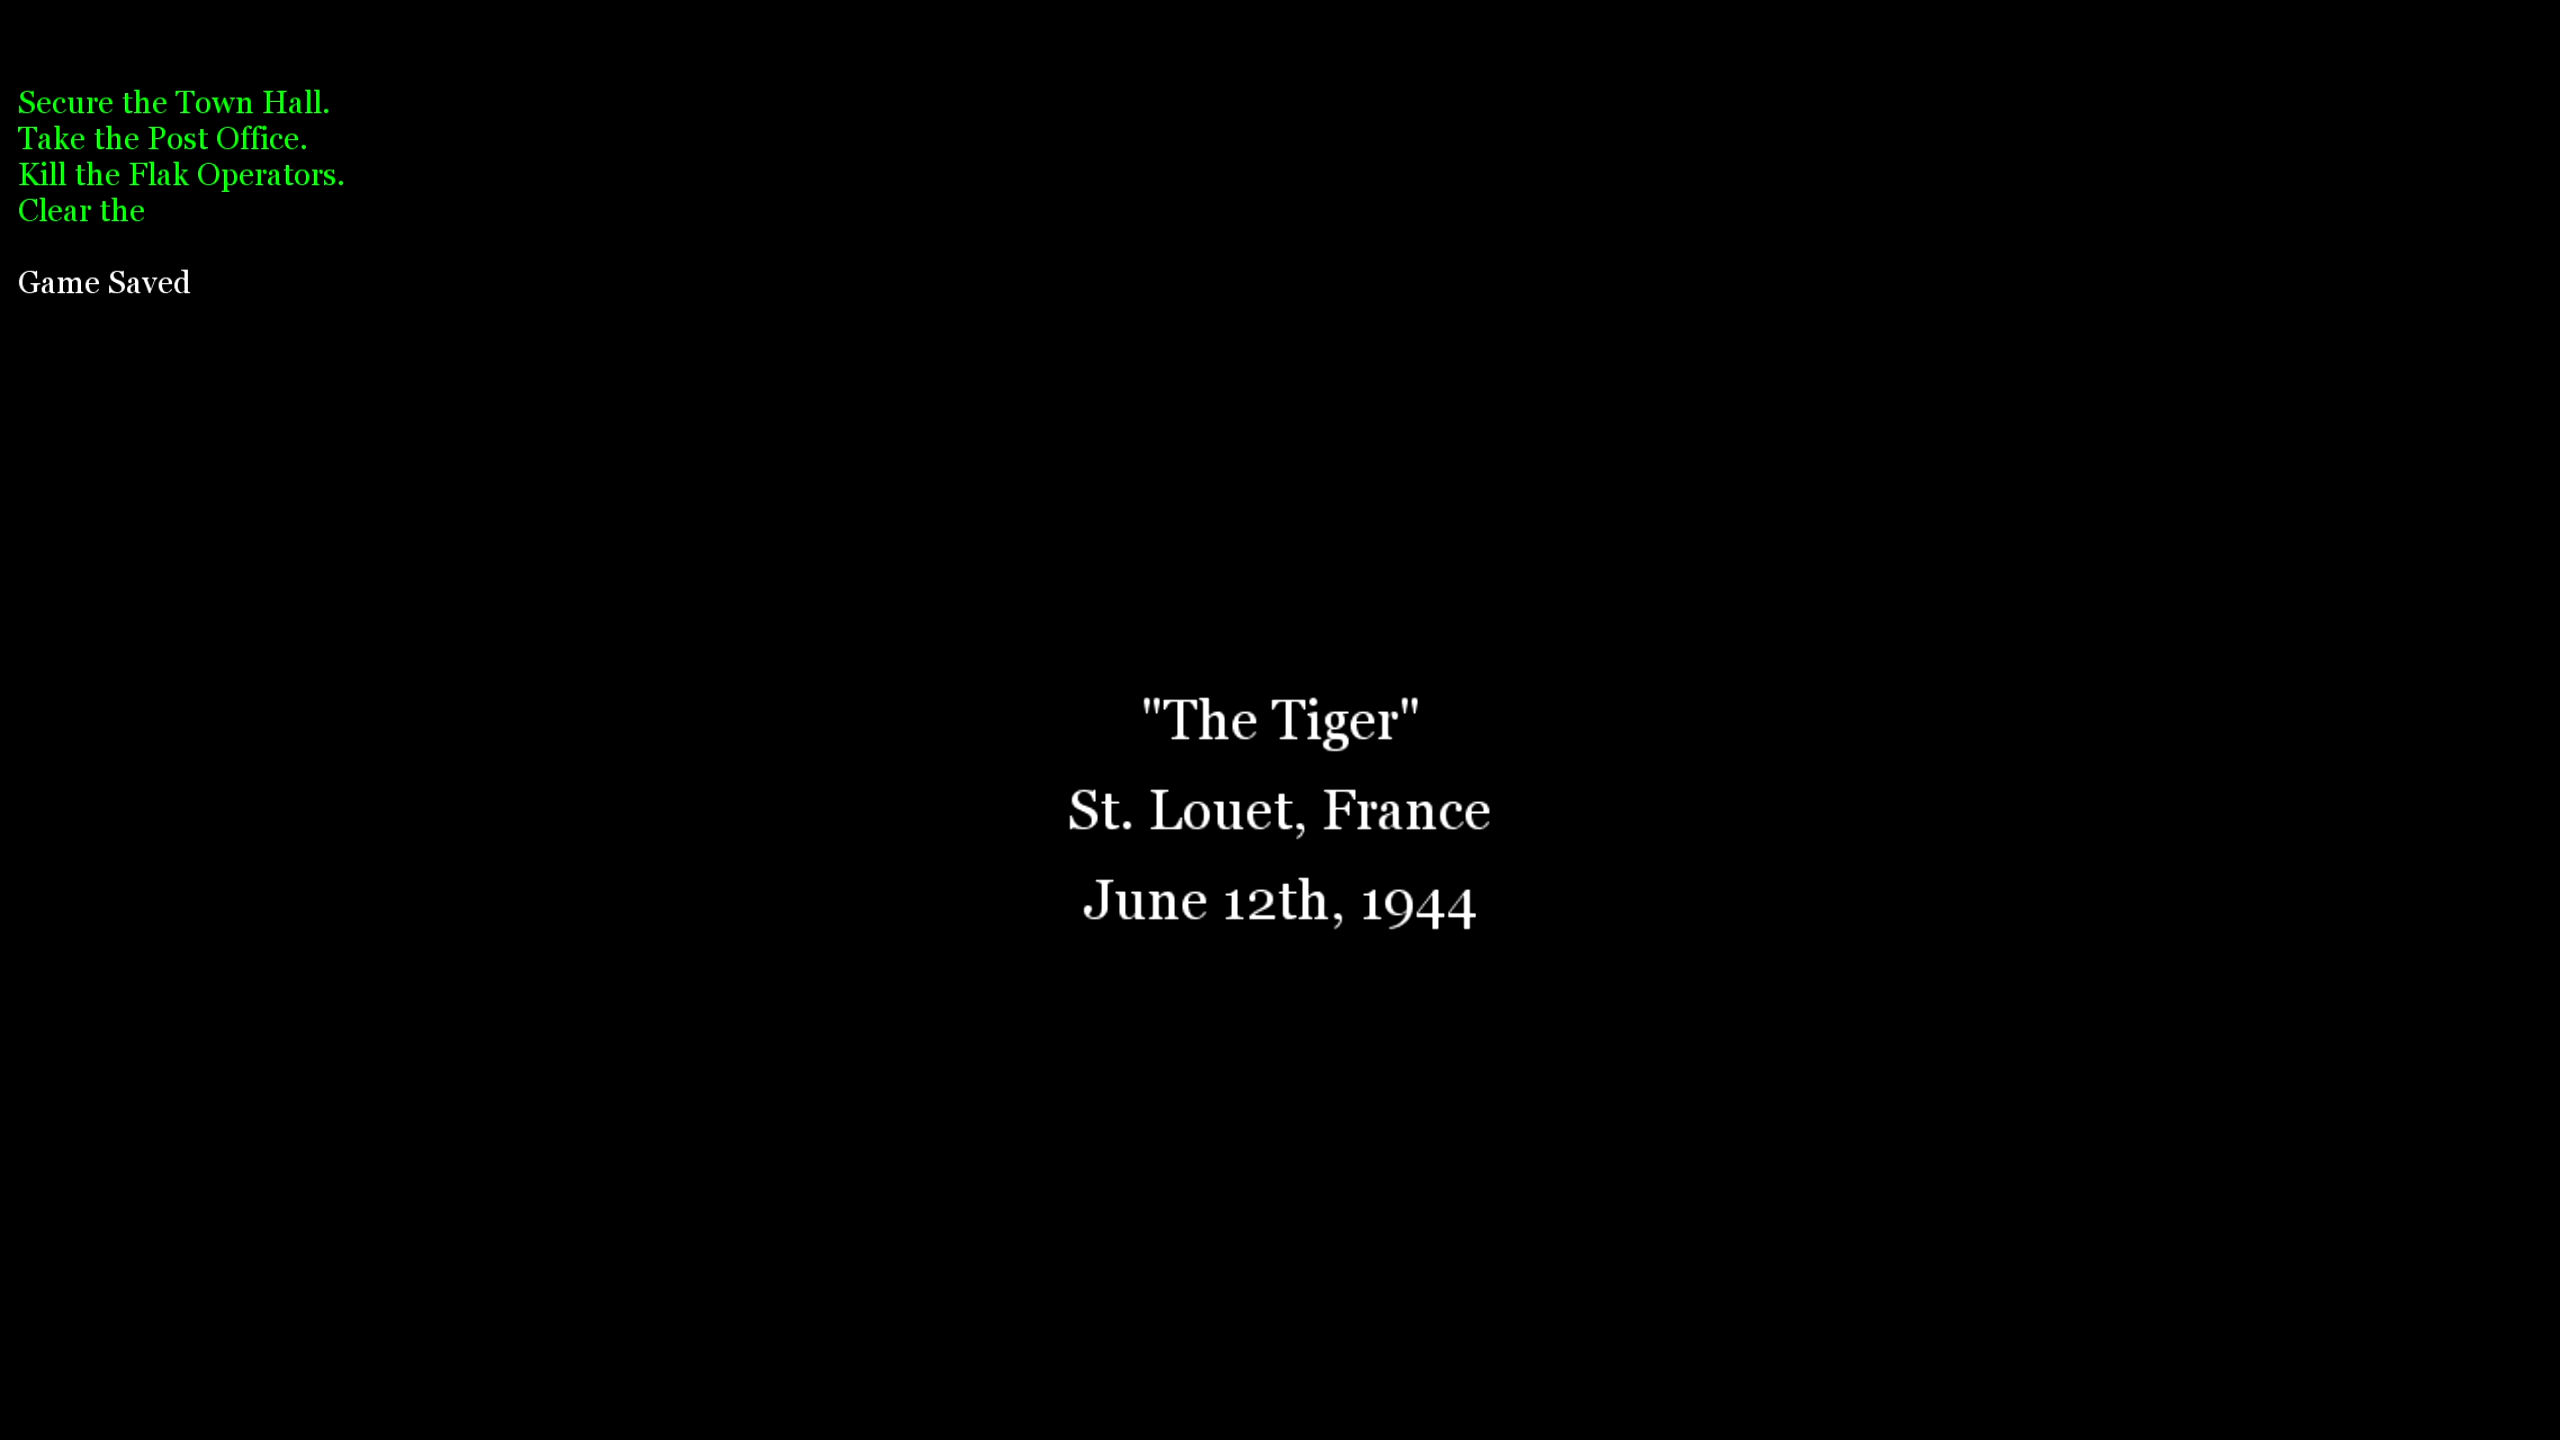 Secure the Town Hall.
Take the Post Office.
Kill the Flak Operators.
Clear the
Game Saved
"The Tiger"
St. Louet, France
June 12th, 1944